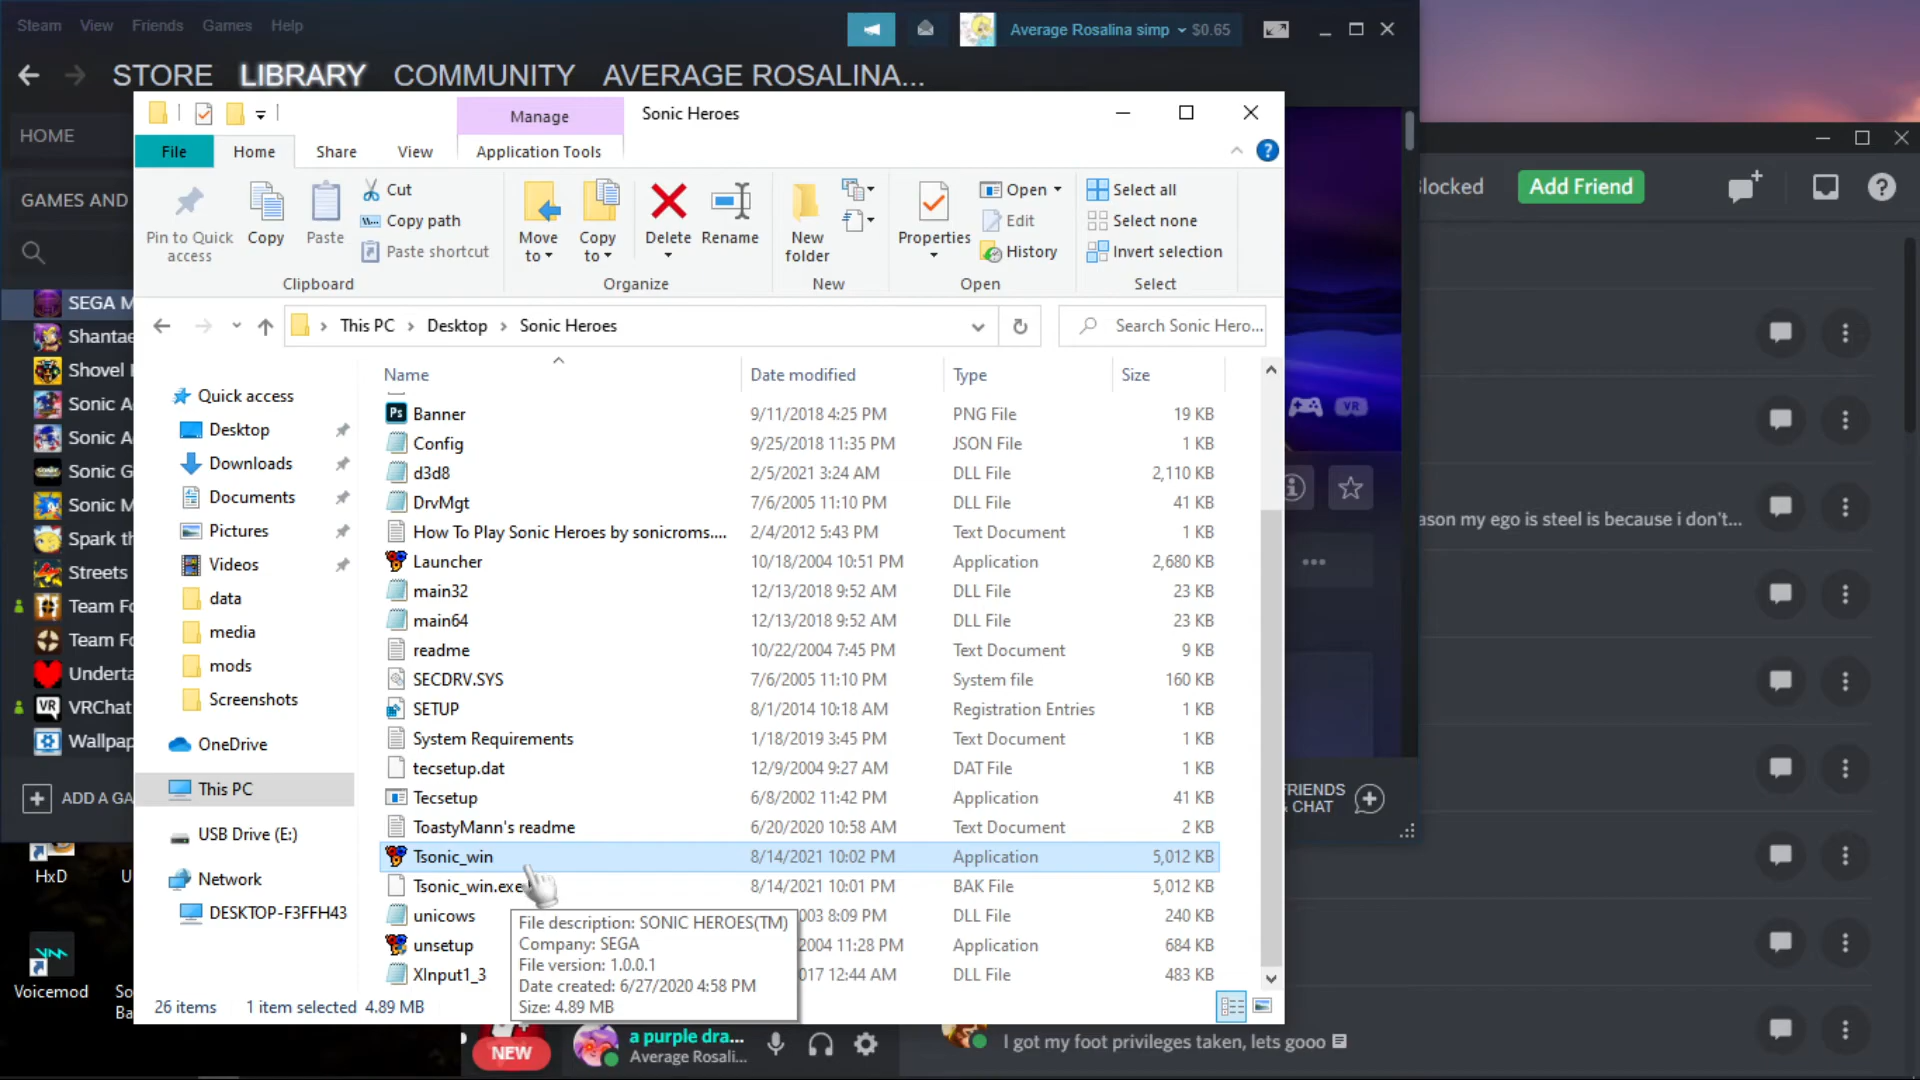 Steam View Friends Games Help
Average Rosalina simp $0.65
STORE LIBRARY COMMUNITY AVERAGE ROSALINA...
HOME
GAMES AND
SEGA M
Shantae
Shovel
Sonic A
Sonic A
Sonic G
Sonic M
Spark th
Streets
Team Fo
Team Fo
Underta
VRChat
Wallpap
ADD A GA
HxD
U
Voicemod
So
Ba
Manage Sonic Heroes
File Home Share View Application Tools
Pin to Quick access
Copy
Paste
Cut
Copy path
Paste shortcut
Clipboard
Move to
Copy to
Delete
Rename
Organize
New folder
New
Properties
Open
Edit
History
Open
Select all
Select none
Invert selection
Select
This PC Desktop Sonic Heroes
Search Sonic Hero...
Quick access
Desktop
Downloads
Documents
Pictures
Videos
data
media
mods
Screenshots
OneDrive
This PC
USB Drive (E:)
Network
DESKTOP-F3FFH43
Name Date modified Type Size
Ps Banner 9/11/2018 4:25 PM PNG File 19 KB
Config 9/25/2018 11:35 PM JSON File 1 KB
d3d8 2/5/2021 3:24 AM DLL File 2,110 KB
DrvMgt 7/6/2005 11:10 PM DLL File 41 KB
How To Play Sonic Heroes by sonicroms.... 2/4/2012 5:43 PM Text Document 1 KB
Launcher 10/18/2004 10:51 PM Application 2,680 KB
main32 12/13/2018 9:52 AM DLL File 23 KB
main64 12/13/2018 9:52 AM DLL File 23 KB
readme 10/22/2004 7:45 PM Text Document 9 KB
SECDRV.SYS 7/6/2005 11:10 PM System file 160 KB
SETUP 8/1/2014 10:18 AM Registration Entries 1 KB
System Requirements 1/18/2019 3:45 PM Text Document 1 KB
tecsetup.dat 12/9/2004 9:27 AM DAT File 1 KB
Tecsetup 6/8/2002 11:42 PM Application 41 KB
ToastyMann's readme 6/20/2020 10:58 AM Text Document 2 KB
Tsonic_win 8/14/2021 10:02 PM Application 5,012 KB
Tsonic_win.exe 8/14/2021 10:01 PM BAK File 5,012 KB
unicows 003 8:09 PM DLL File 240 KB
unsetup 2004 11:28 PM Application 684 KB
XInput1_3 017 12:44 AM DLL File 483 KB
File description: SONIC HEROES(TM)
Company: SEGA
File version: 1.0.0.1
Date created: 6/27/2020 4:58 PM
Size: 4.89 MB
26 items 1 item selected 4.89 MB
VR
RIENDS
CHAT
locked Add Friend
ason my ego is steel is because i don't...
NEW
a purple dra...
Average Rosali...
I got my foot privileges taken, lets gooo